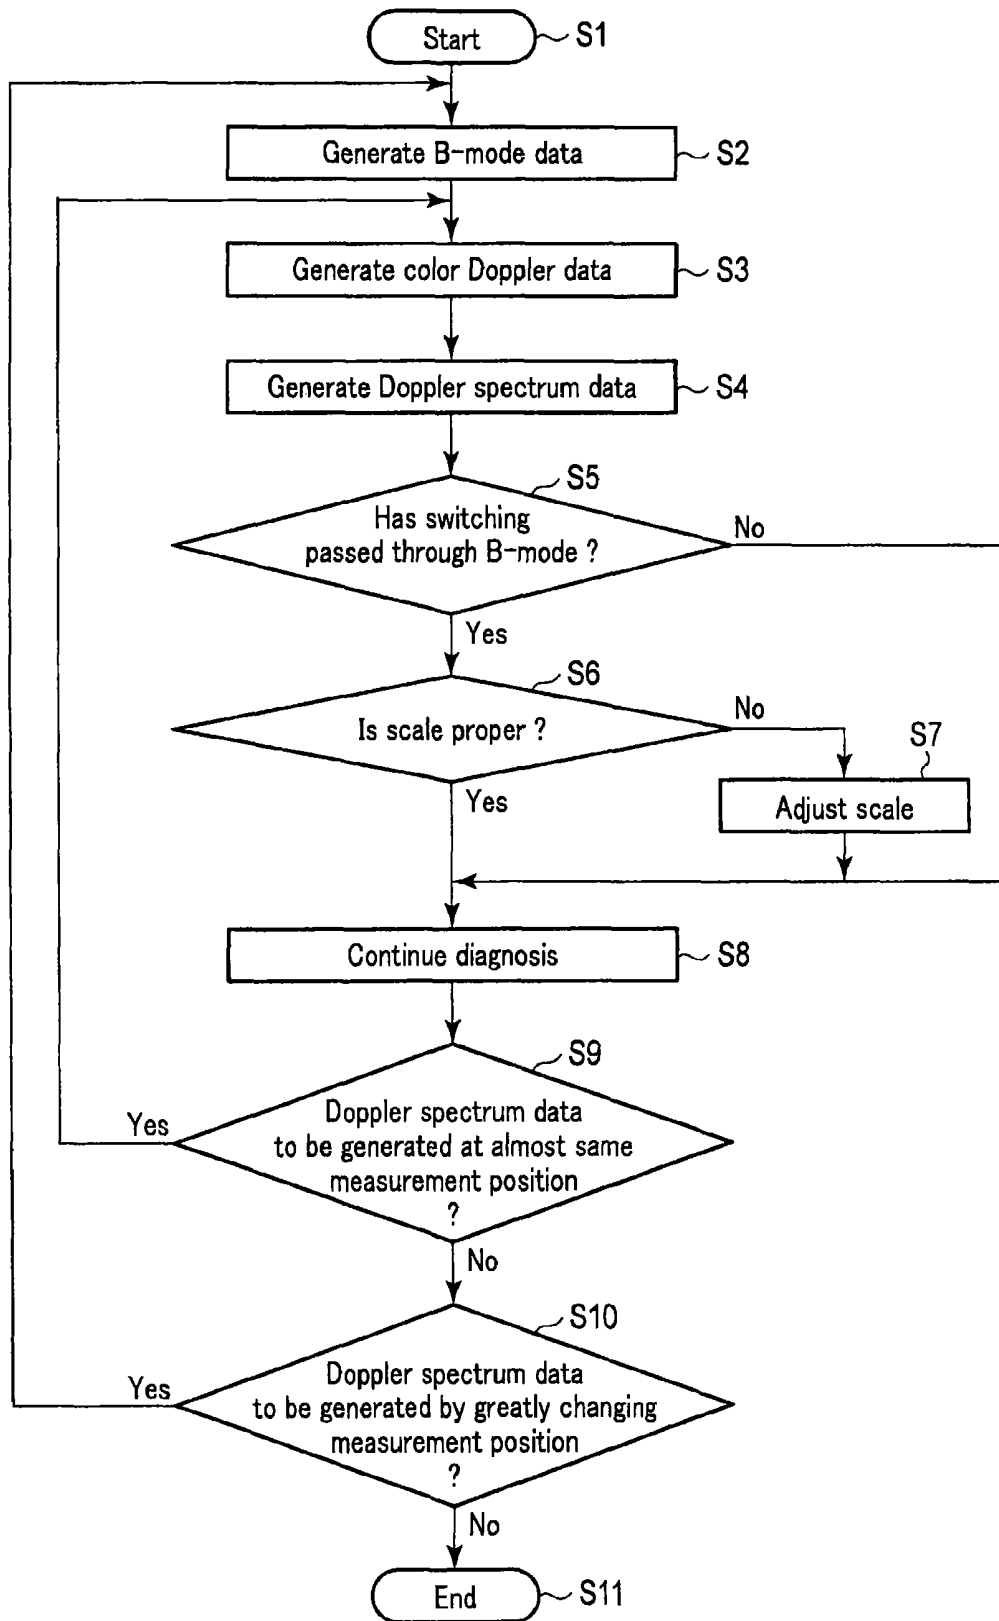 Start
S1
Generate B-mode data
S2
Generate color Doppler data
S3
Generate Doppler spectrum data
S4
S5
Has switching
passed through B-mode ?
No
Yes
S6
Is scale proper ?
No
S7
Adjust scale
Yes
Continue diagnosis
S8
S9
Doppler spectrum data
to be generated at almost same
measurement position
?
Yes
No
S10
Doppler spectrum data
to be generated by greatly changing
measurement position
?
Yes
No
End
S11